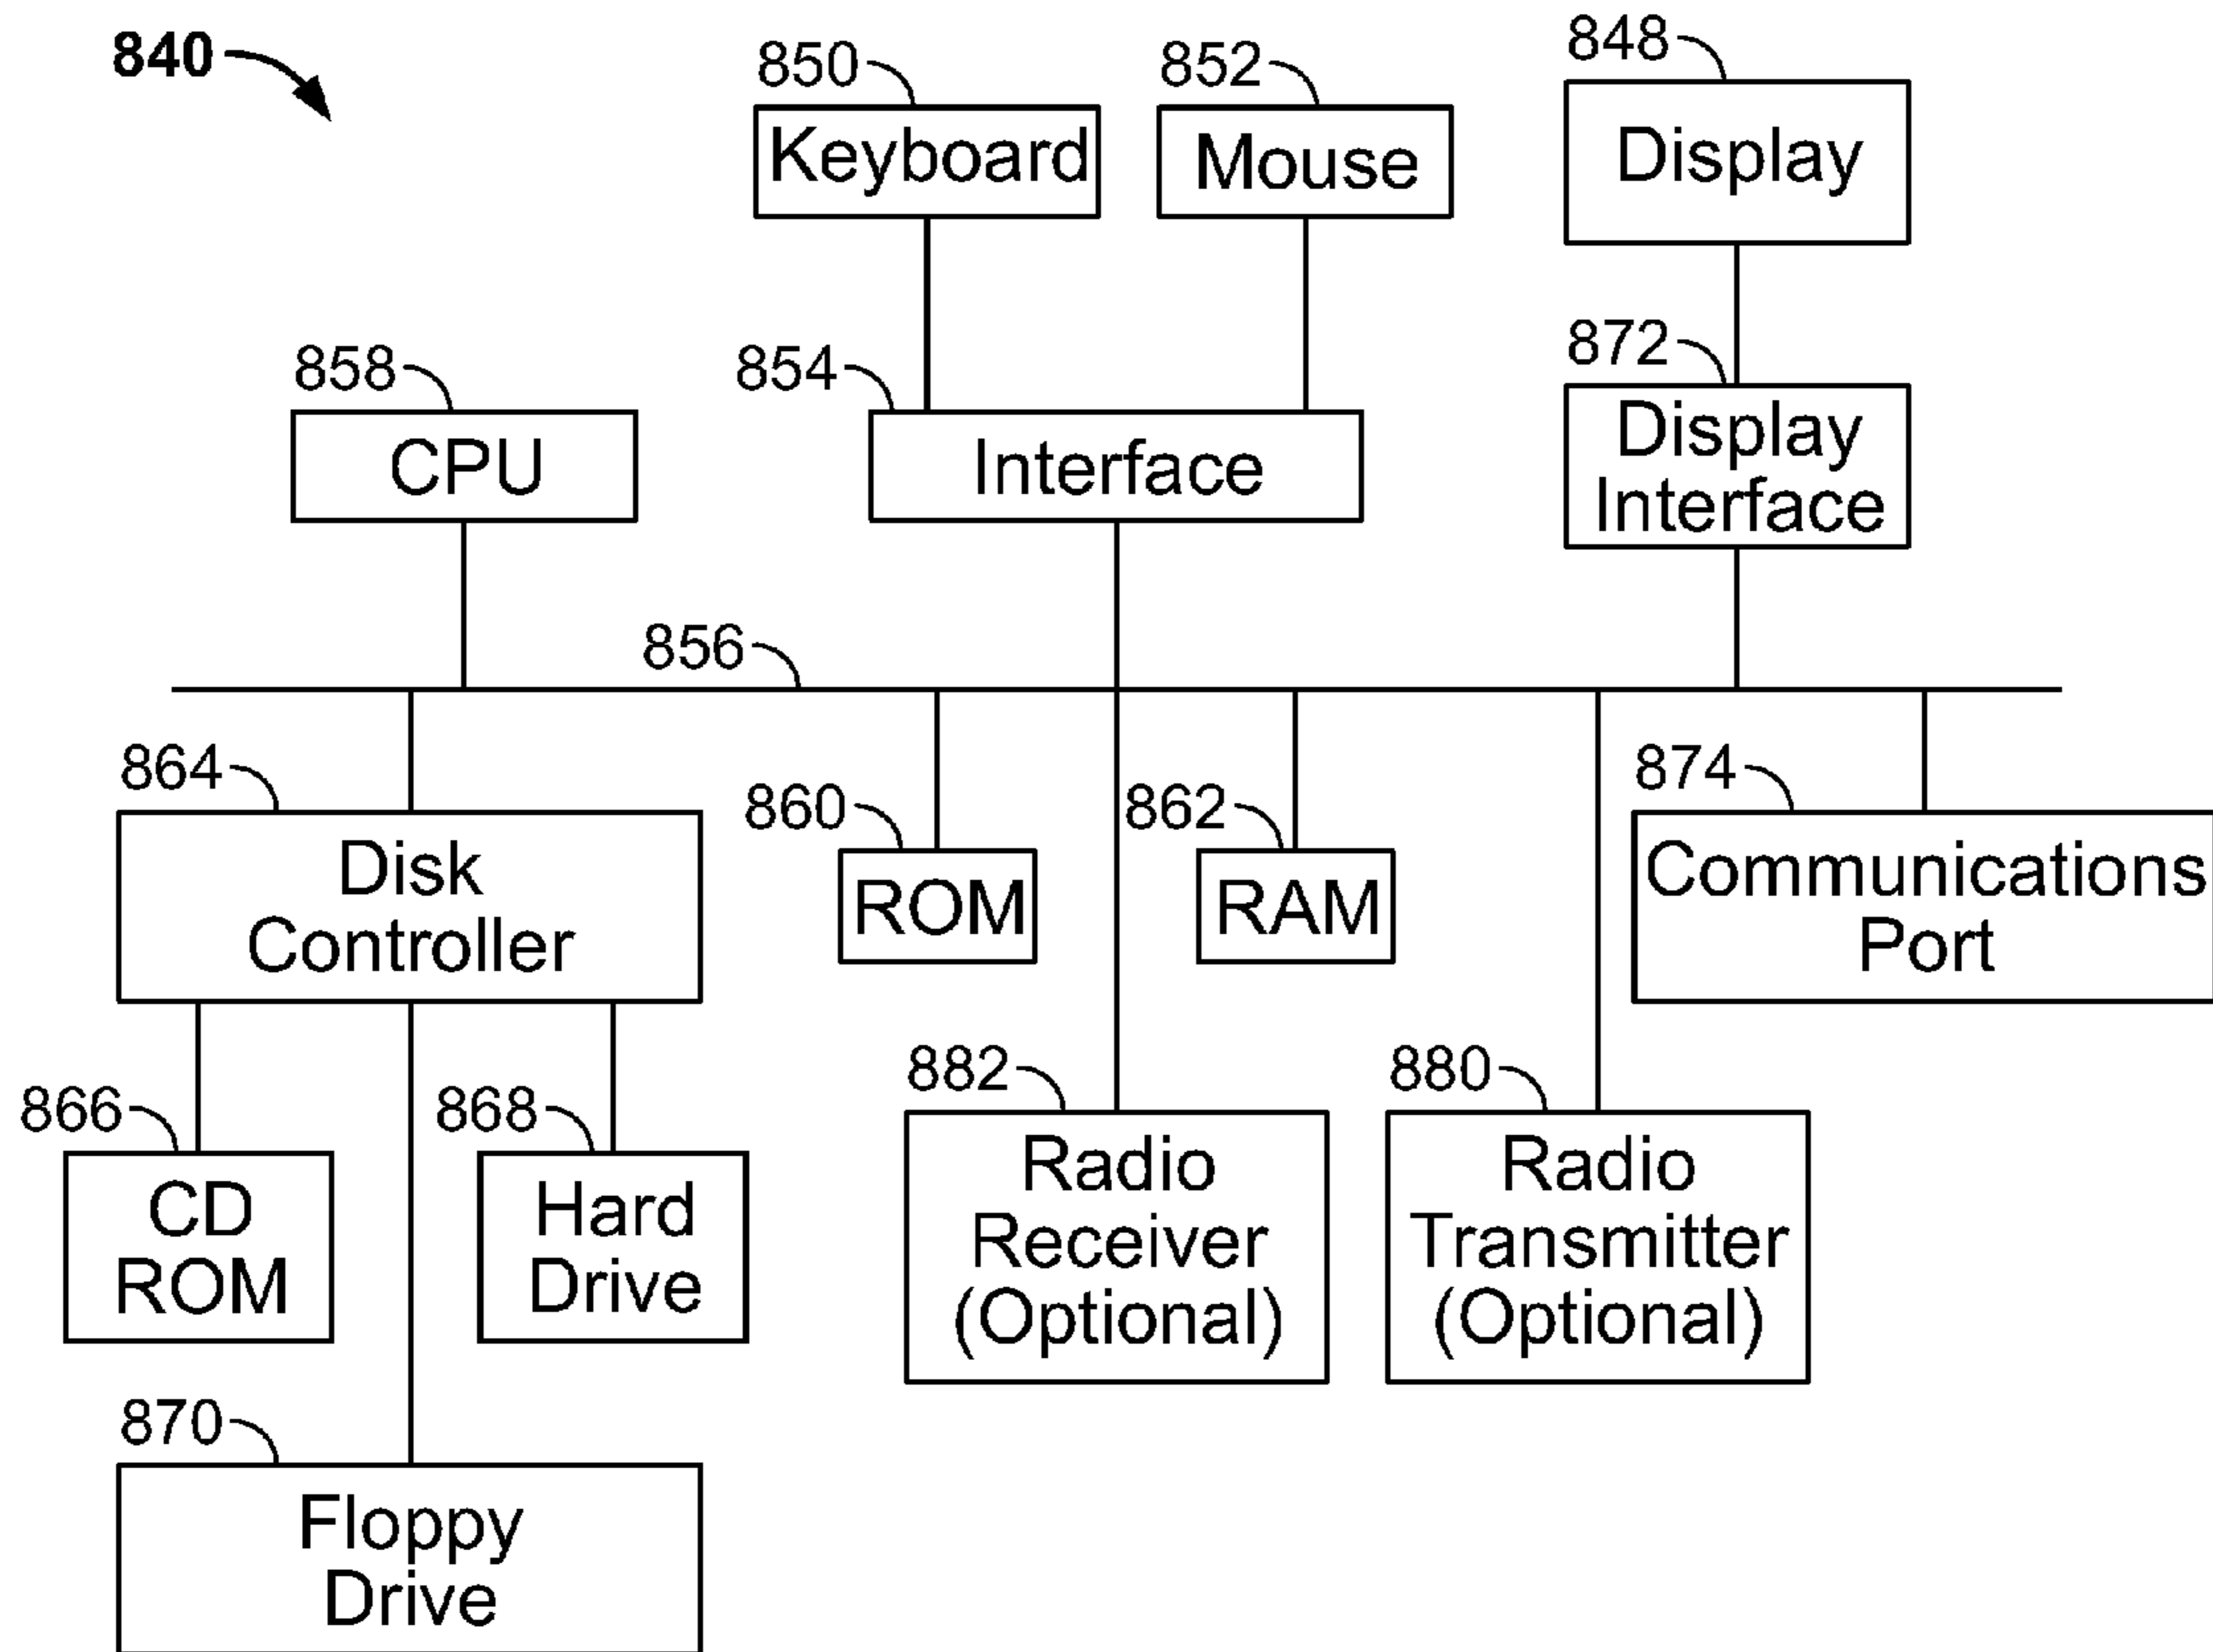 840
850
Keyboard
852
Mouse
848
Display
858
CPU
854
Interface
872
Display
Interface
856
864
Disk
Controller
860
ROM
862
RAM
874
Communications
Port
866
CD
ROM
868
Hard
Drive
882
Radio
Receiver
(Optional)
880
Radio
Transmitter
(Optional)
870
Floppy
Drive